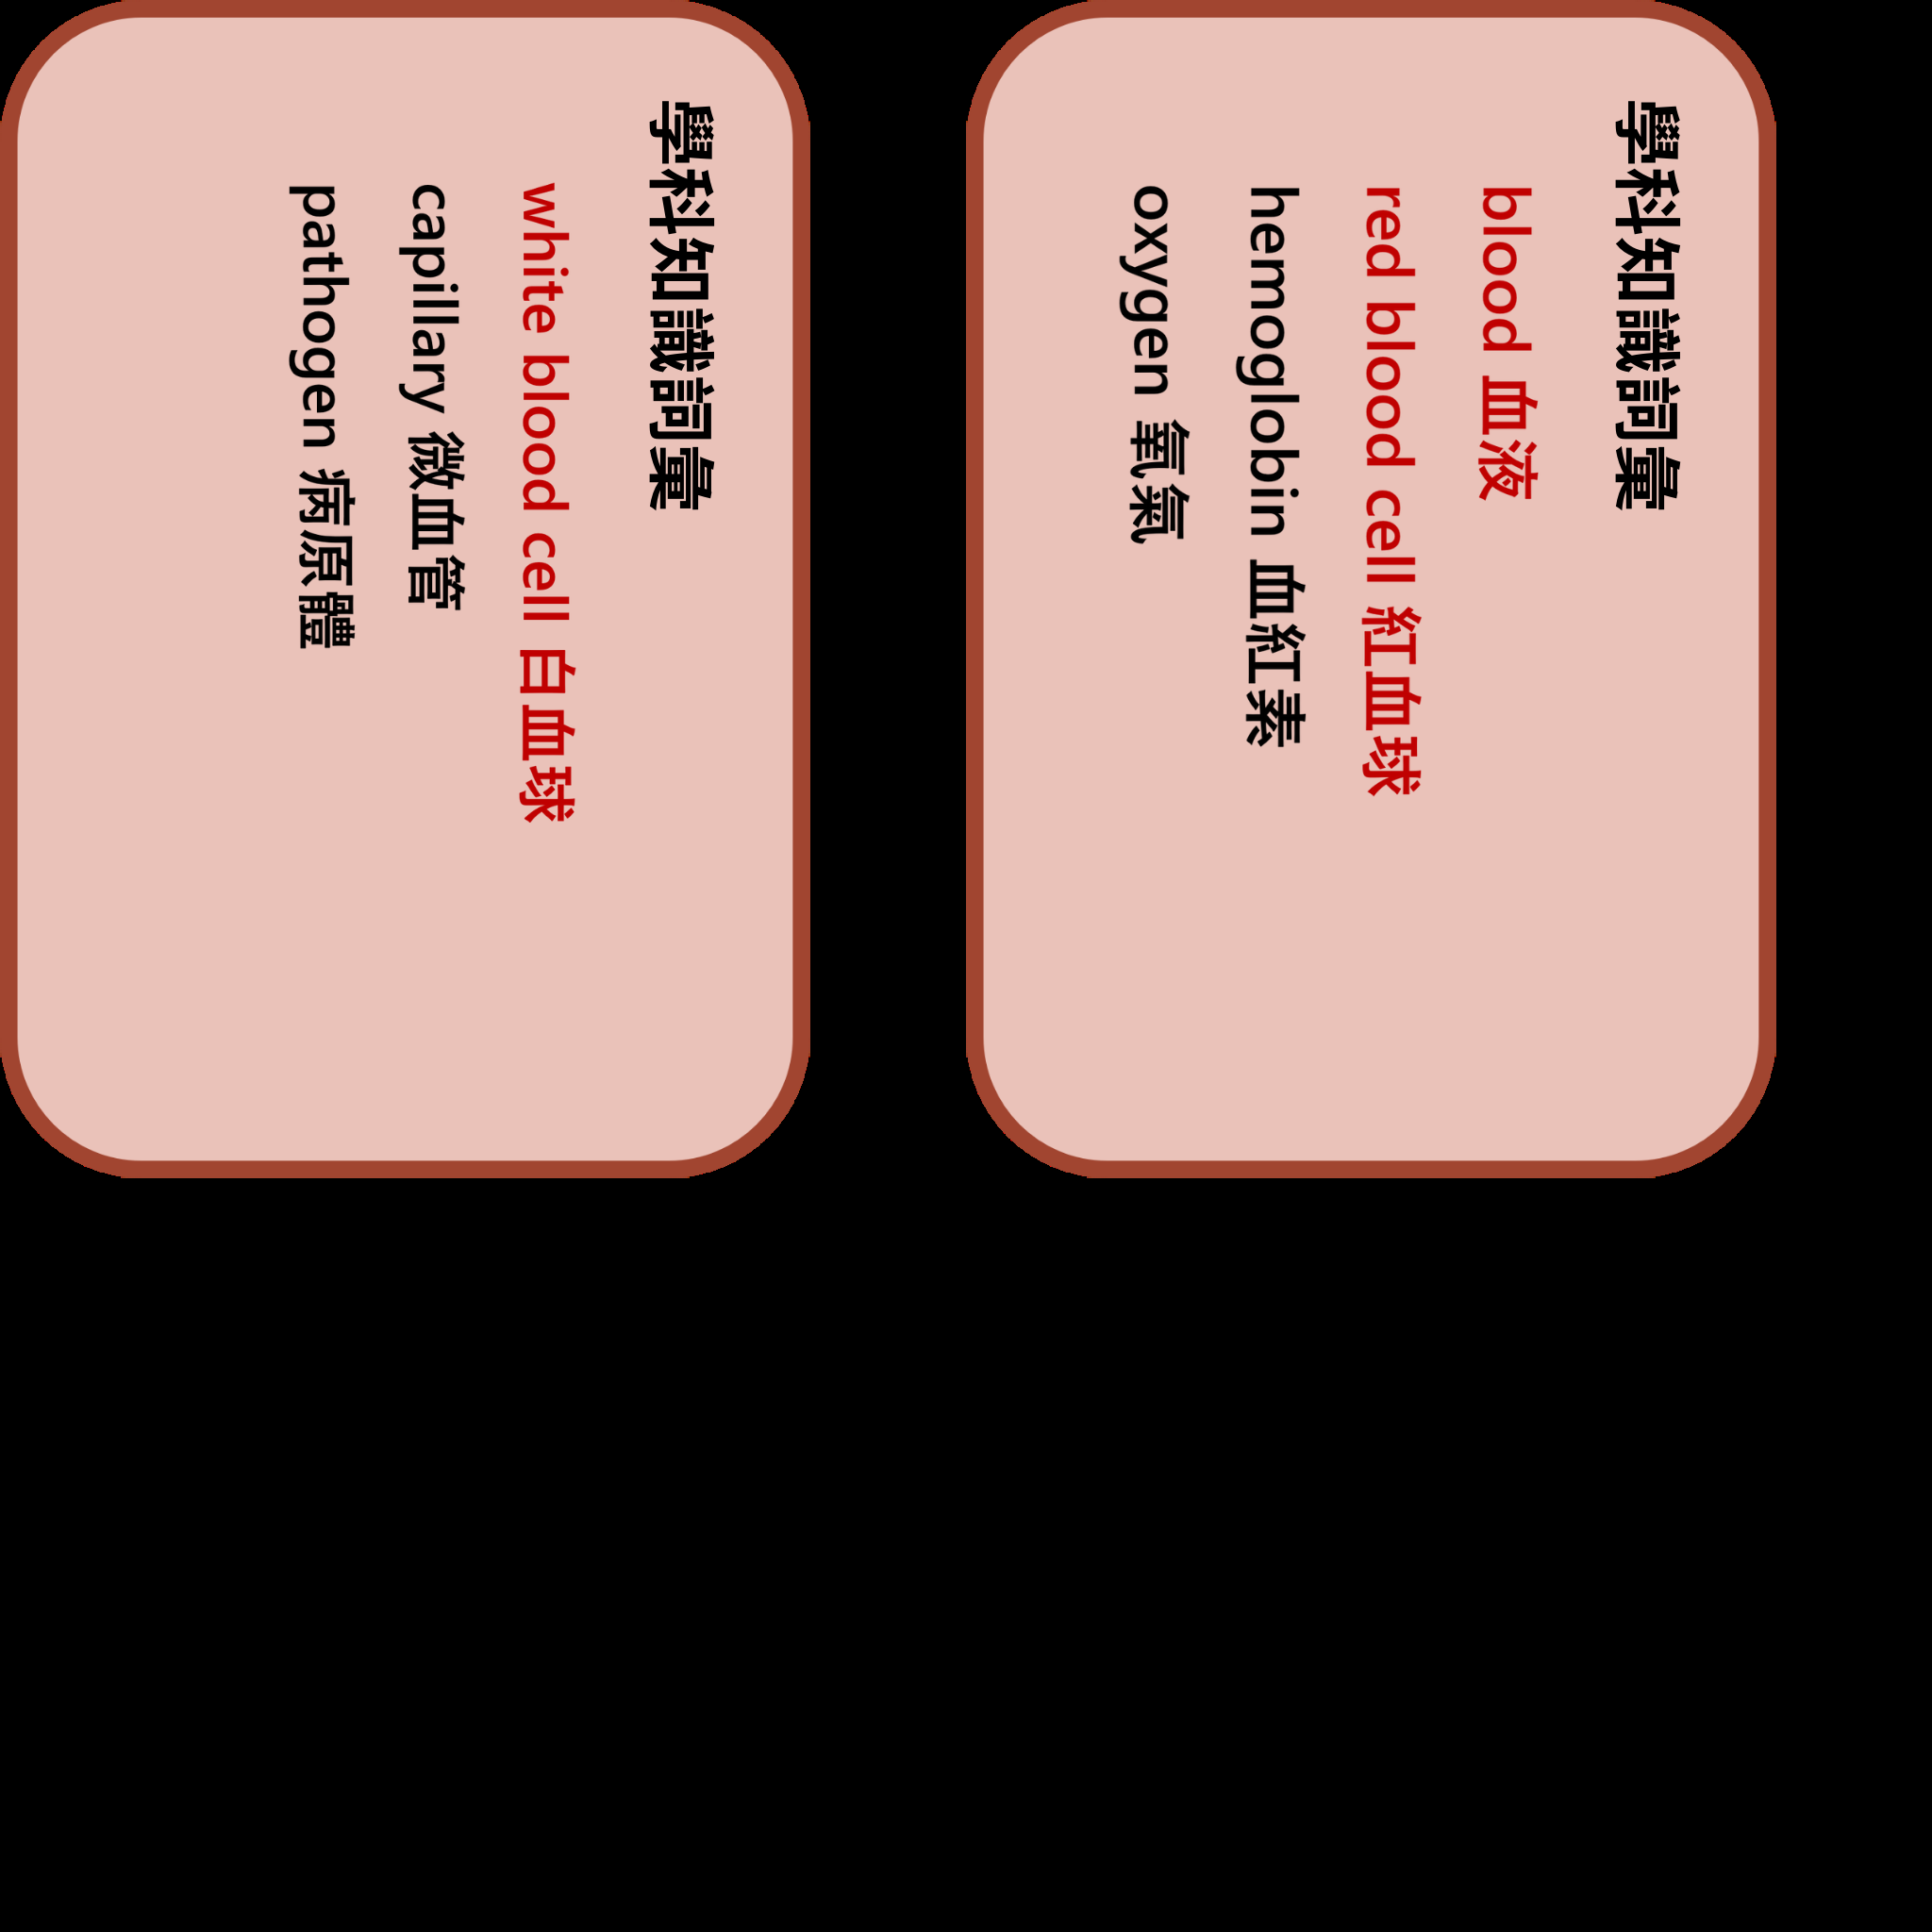 學科知識詞彙
blood 血液
red blood cell 紅血球
hemoglobin 血紅素
oxygen 氧氣
學科知識詞彙
white blood cell 白血球
capillary 微血管
pathogen 病原體